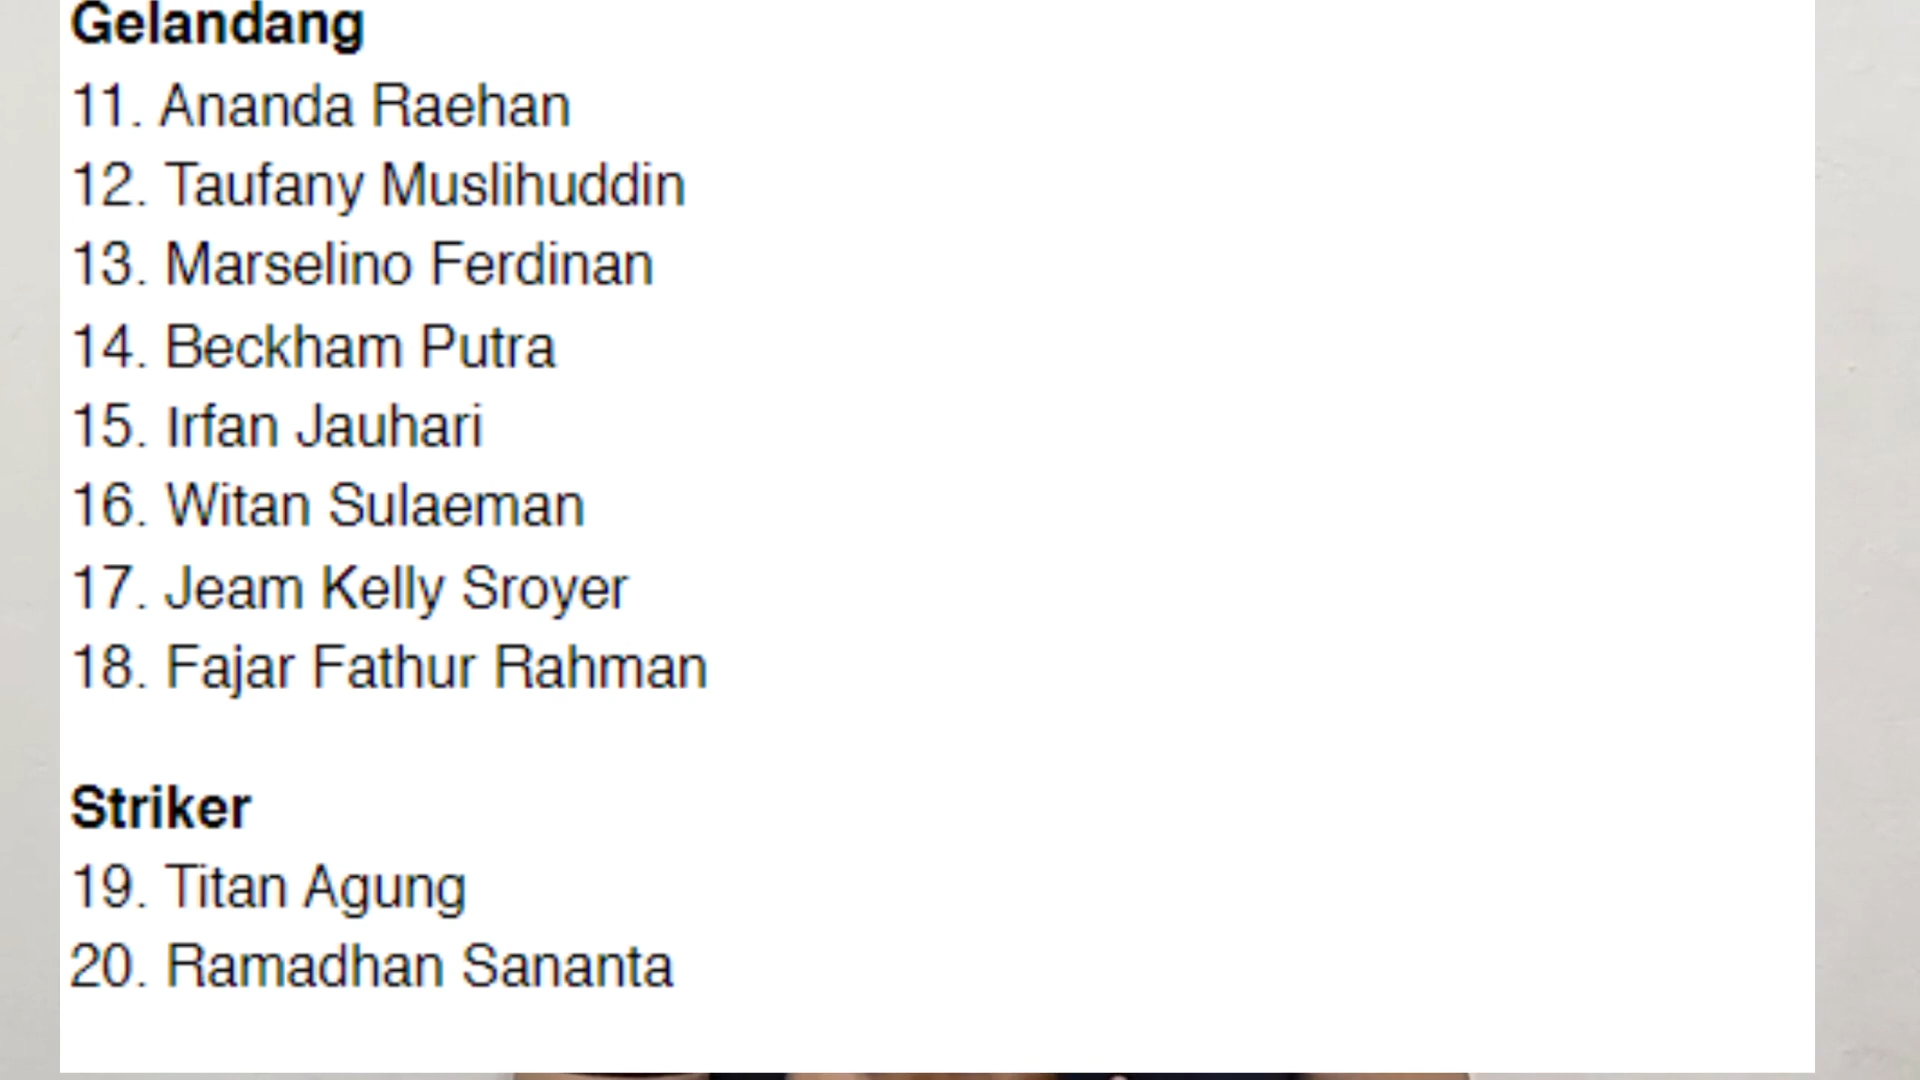 Gelandang
11. Ananda Raehan
12. Taufany Muslihuddin
13. Marselino Ferdinan
14. Beckham Putra
15. Irfan Jauhari
16. Witan Sulaeman
17. Jeam Kelly Sroyer
18. Fajar Fathur Rahman
Striker
19. Titan Agung
20. Ramadhan Sananta